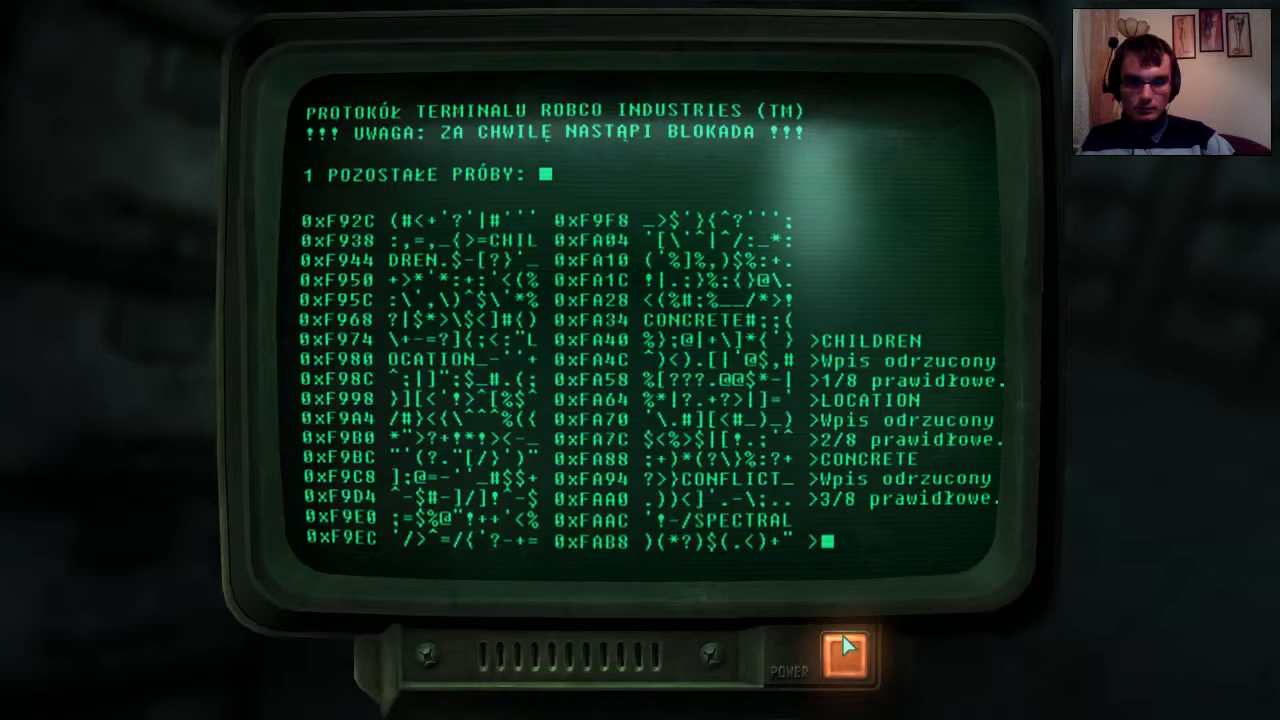 PROTOKÓŁ TERMINALU ROBCO INDUSTRIES (TM)
!!! UWAGA: ZA CHWILĘ NASTĄPI BLOKADA !!!
1 POZOSTAŁE PRÓBY:
0xF92C (#<+'?'|#''' 0xF9F8 _>$'}{^?''';
0xF938 :,=,_{>=CHIL 0xFA04 '[\'^|^/:_*:
0xF944 DREN.$-[?}'_ 0xFA10 ('%]%,)$%:+.
0xF950 +>*'*:+:'<(% 0xFA1C !|.;}%:{}@\.
0xF95C :\',\)^$\'*% 0xFA28 <(%#:%__/*>!
0xF968 ?|$*>\$<]#{) 0xFA34 CONCRETE#;;(
0xF974 \+-=?]{;<:"L 0xFA40 %};@|+\]*{'} >CHILDREN
0xF980 OCATION_-''+ 0xFA4C ^)<).[|'@$,# >Wpis odrzucony
0xF98C ^;|]";$_#.(; 0xFA58 %[???.@@$*-| >1/8 prawidłowe.
0xF998 }][<'!>^[%$^ 0xFA64 %*|?.+?>|]=' >LOCATION
0xF9A4 /#}<{\^^^%({ 0xFA70 '\.#][<#_)_) >Wpis odrzucony
0xF9B0 *">?+!*!><-_ 0xFA7C $<%>$|[!.;'^ >2/8 prawidłowe.
0xF9BC "'(?."[/}')" 0xFA88 ;+)*(?\}%:?+ >CONCRETE
0xF9C8 ];@=-''_#$$+ 0xFA94 ?>}CONFLICT_ >Wpis odrzucony
0xF9D4 ^-$#-]/]!^-$ 0xFAA0 .))<]'.-\;.. >3/8 prawidłowe.
0xF9E0 ;=$%@"!++'<% 0xFAAC '!-/SPECTRAL
0xF9EC '/>^=/{'?-+= 0xFAB8 )(*?)$(.<)+" >
POWER